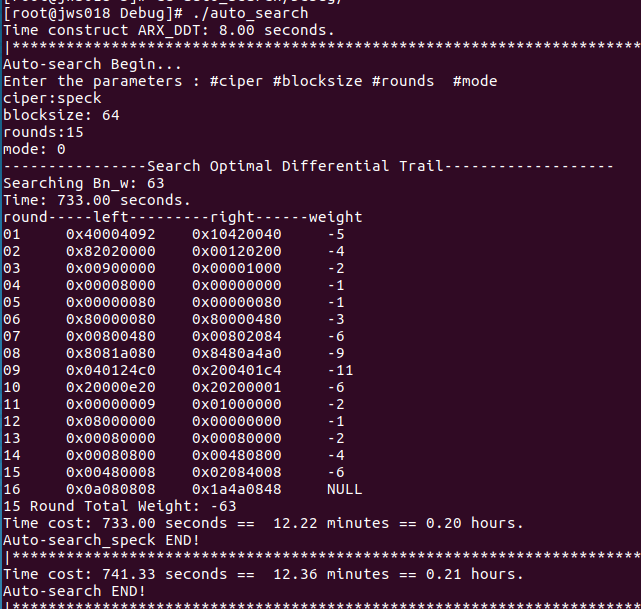 [root@jws018 Debug]# ./auto_search
Time construct ARX_DDT: 8.00 seconds.
|****************************************************************************
Auto-search Begin...
Enter the parameters : #ciper #blocksize #rounds  #mode
ciper:speck
blocksize: 64
rounds:15
mode: 0
----------------Search Optimal Differential Trail-------------------
Searching Bn_w: 63
Time: 733.00 seconds.
round-----left---------right------weight
01     0x40004092    0x10420040     -5
02     0x82020000    0x00120200     -4
03     0x00900000    0x00001000     -2
04     0x00008000    0x00000000     -1
05     0x00000080    0x00000080     -1
06     0x80000080    0x80000480     -3
07     0x00800480    0x00802084     -6
08     0x8081a080    0x8480a4a0     -9
09     0x040124c0    0x200401c4     -11
10     0x20000e20    0x20200001     -6
11     0x00000009    0x01000000     -2
12     0x08000000    0x00000000     -1
13     0x00080000    0x00080000     -2
14     0x00080800    0x00480800     -4
15     0x00480008    0x02084008     -6
16     0x0a080808    0x1a4a0848     NULL
15 Round Total Weight: -63
Time cost: 733.00 seconds ==  12.22 minutes == 0.20 hours.
Auto-search_speck END!
|****************************************************************************
Time cost: 741.33 seconds ==  12.36 minutes == 0.21 hours.
Auto-search END!
|****************************************************************************